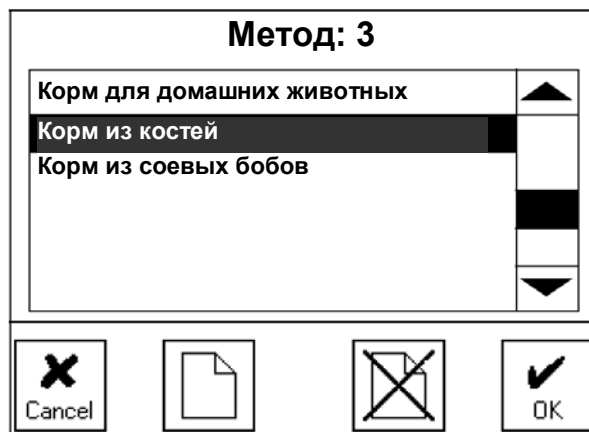 Метод: 3
Корм для домашних животных
Корм из костей
Корм из соевых бобов
Cancel
OK